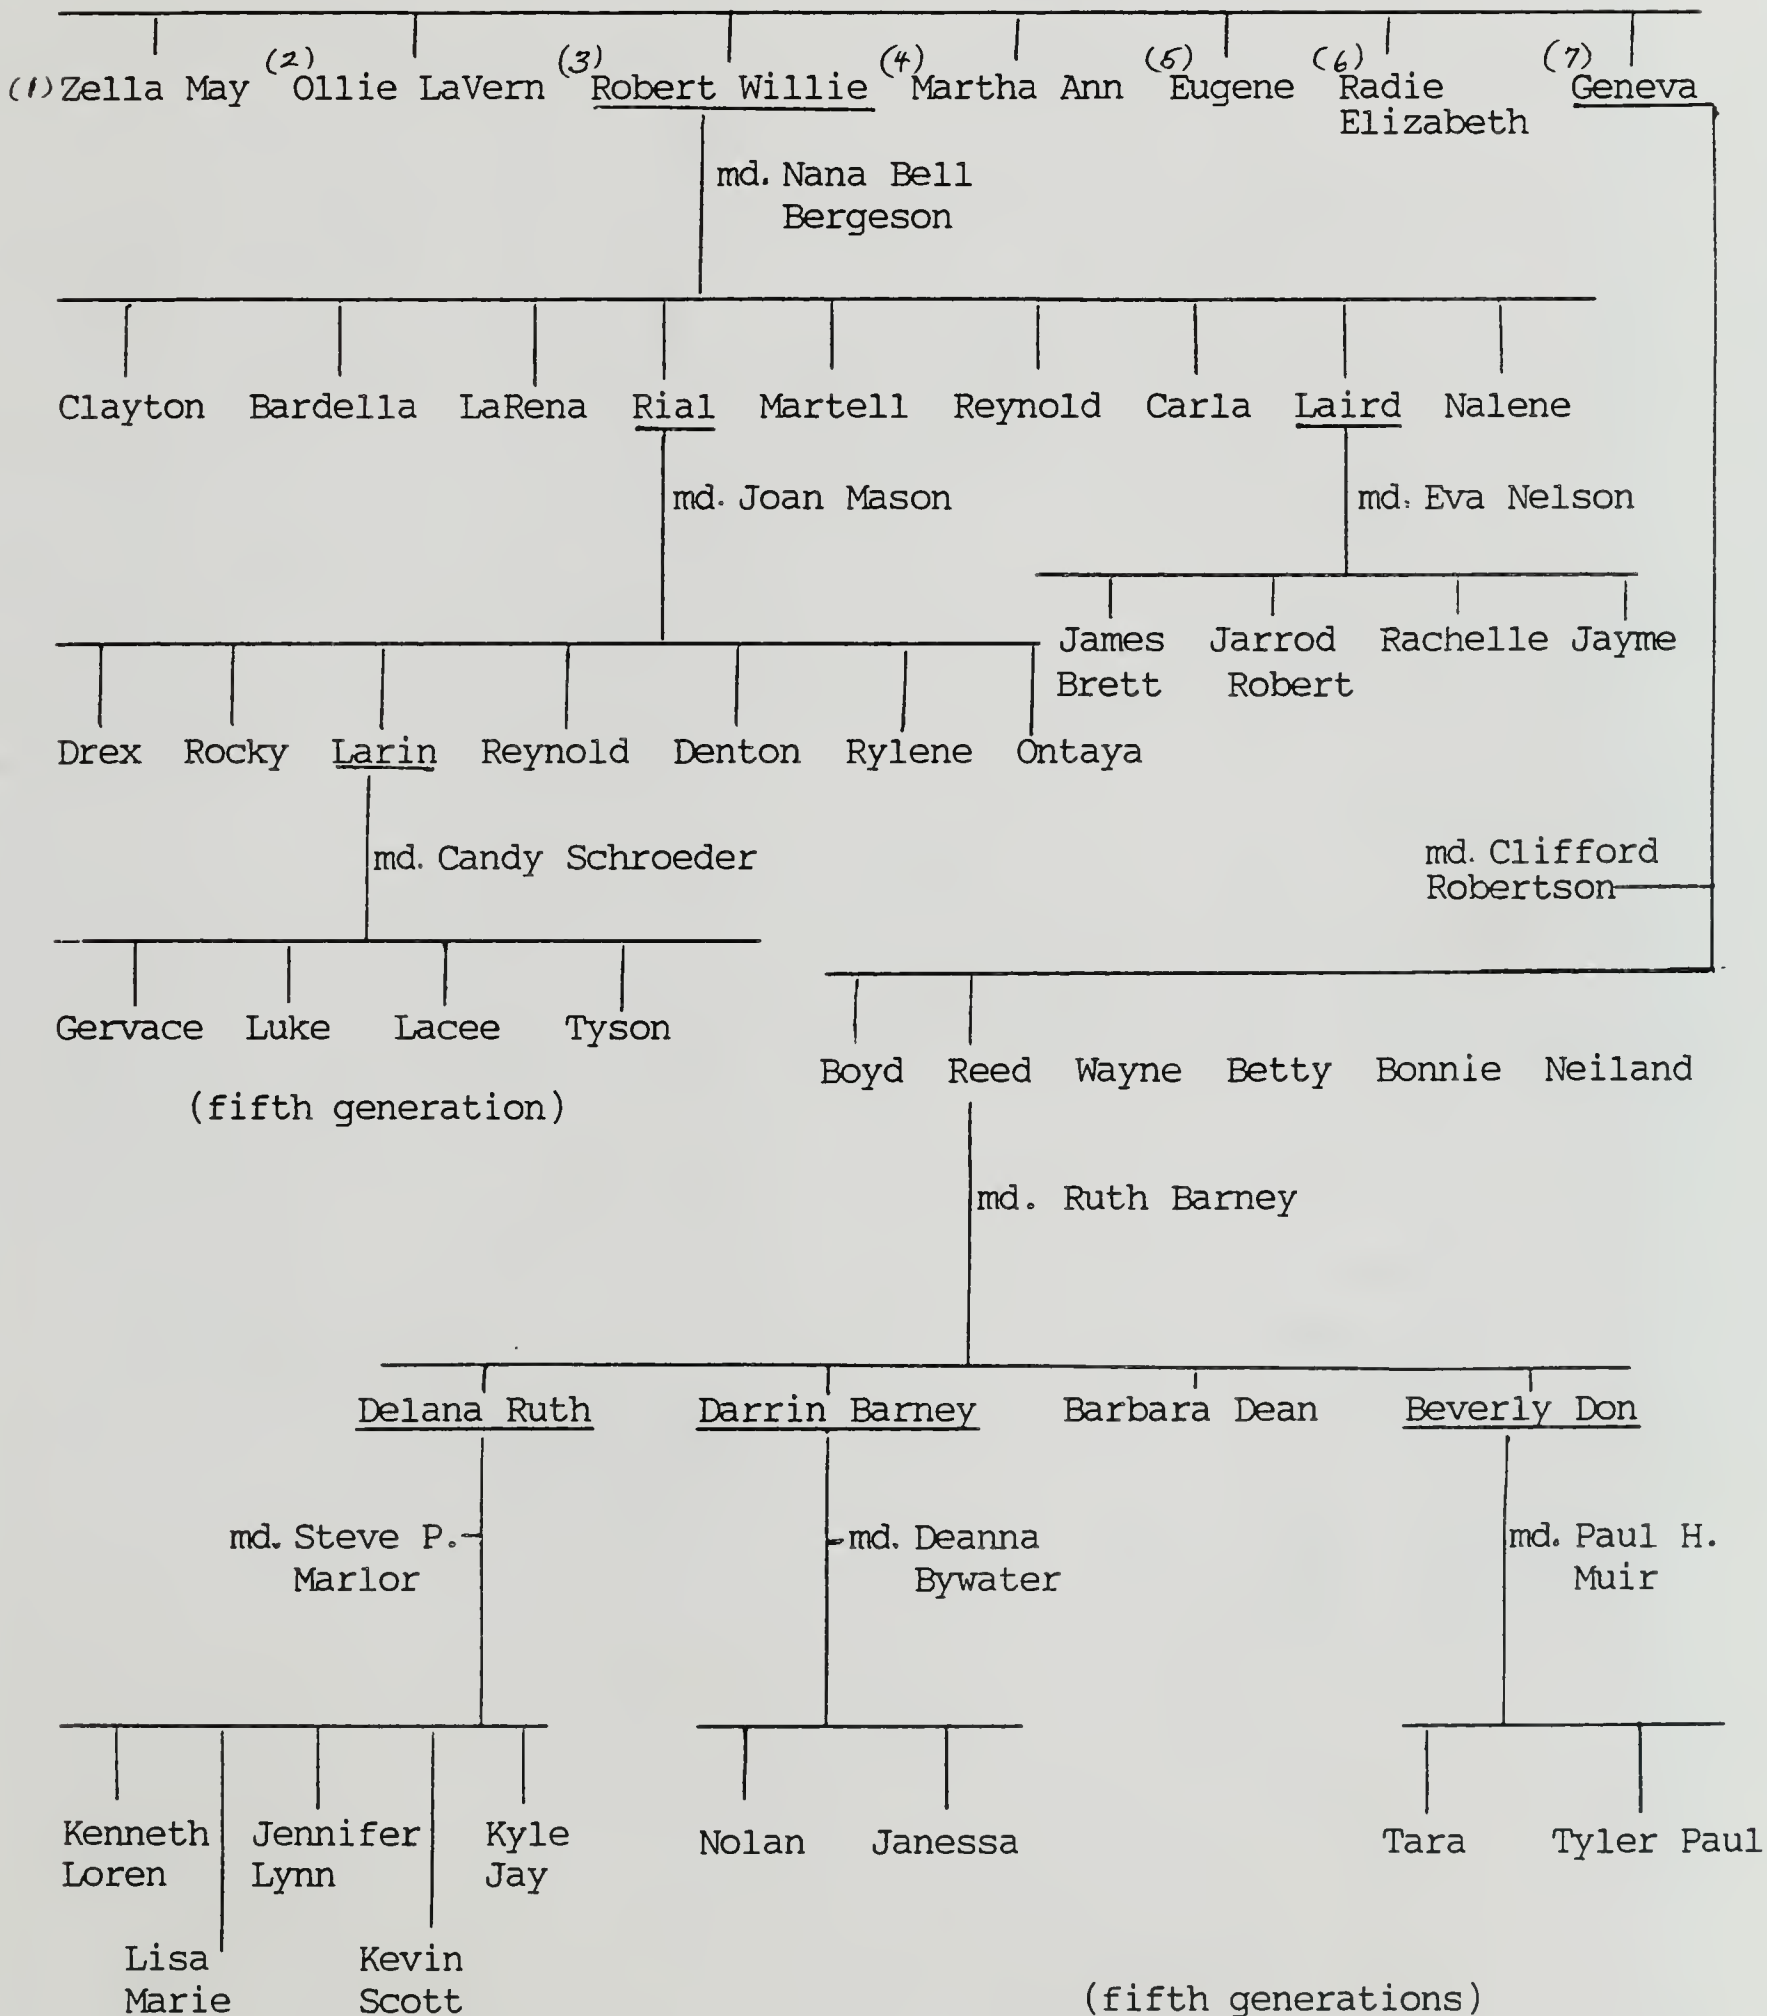 (1) Zella May (2) Ollie LaVern (3) Robert Willie (4) Martha Ann (5) Eugene (6) Radie (7) Geneva
Elizabeth
md. Nana Bell
Bergeson
Clayton Bardella LaRena Rial Martell Reynold Carla Laird Nalene
md. Joan Mason md. Eva Nelson
James Jarrod Rachelle Jayme
Brett Robert
Drex Rocky Larin Reynold Denton Rylene Ontaya
md. Candy Schroeder md. Clifford
Robertson
Gervace Luke Lacee Tyson
Boyd Reed Wayne Betty Bonnie Neiland
(fifth generation)
md. Ruth Barney
Delana Ruth Darrin Barney Barbara Dean Beverly Don
md. Steve P. md. Deanna md. Paul H.
Marlor Bywater Muir
Kenneth Jennifer Kyle Nolan Janessa Tara Tyler Paul
Loren Lynn Jay
Lisa Kevin
Marie Scott
(fifth generations)